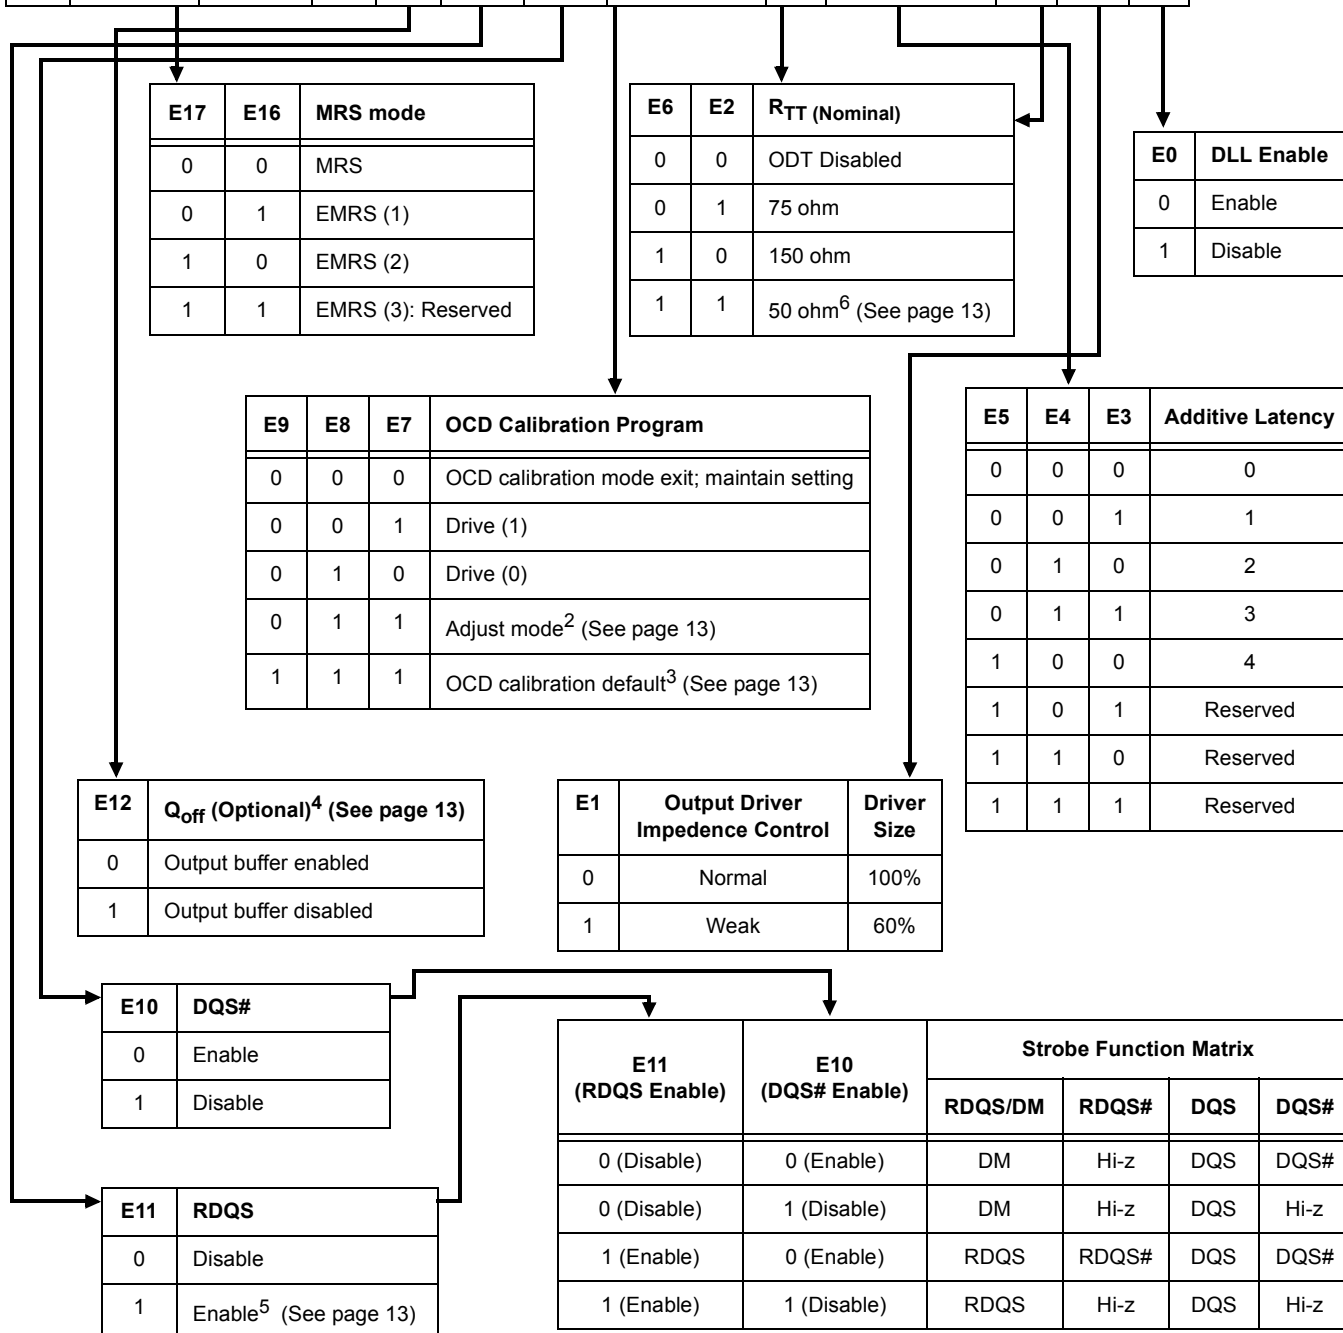 E17 E16 MRS mode
0 0 MRS
0 1 EMRS (1)
1 0 EMRS (2)
1 1 EMRS (3): Reserved
E6 E2 RTT (Nominal)
0 0 ODT Disabled
0 1 75 ohm
1 0 150 ohm
1 1 50 ohm6 (See page 13)
E0 DLL Enable
0 Enable
1 Disable
E9 E8 E7 OCD Calibration Program
0 0 0 OCD calibration mode exit; maintain setting
0 0 1 Drive (1)
0 1 0 Drive (0)
0 1 1 Adjust mode2 (See page 13)
1 1 1 OCD calibration default3 (See page 13)
E5 E4 E3 Additive Latency
0 0 0 0
0 0 1 1
0 1 0 2
0 1 1 3
1 0 0 4
1 0 1 Reserved
1 1 0 Reserved
1 1 1 Reserved
E12 Qoff (Optional)4 (See page 13)
0 Output buffer enabled
1 Output buffer disabled
E1 Output Driver Driver
Impedence Control Size
0 Normal 100%
1 Weak 60%
E10 DQS#
0 Enable
1 Disable
E11 RDQS
0 Disable
1 Enable5 (See page 13)
E11 E10 Strobe Function Matrix
(RDQS Enable) (DQS# Enable)
RDQS/DM RDQS# DQS DQS#
0 (Disable) 0 (Enable) DM Hi-z DQS DQS#
0 (Disable) 1 (Disable) DM Hi-z DQS Hi-z
1 (Enable) 0 (Enable) RDQS RDQS# DQS DQS#
1 (Enable) 1 (Disable) RDQS Hi-z DQS Hi-z